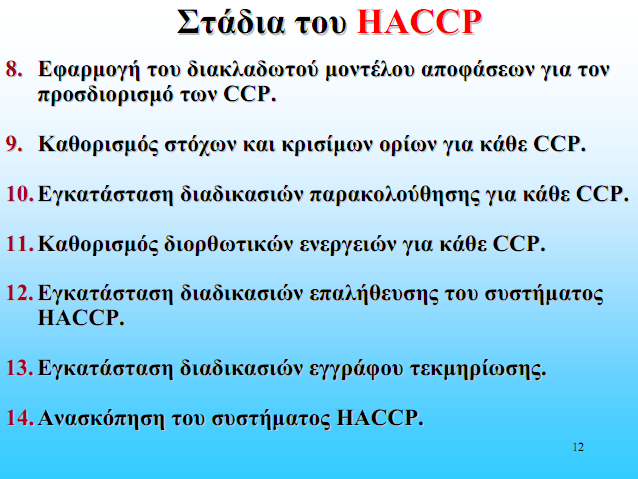 Στάδια του HACCP
8. Εφαρμογή του διακλαδωτού μοντέλου αποφάσεων για τον
προσδιορισμό των CCP.
9. Καθορισμός στόχων και κρισίμων ορίων για κάθε CCP.
10. Εγκατάσταση διαδικασιών παρακολούθησης για κάθε CCP.
11. Καθορισμός διορθωτικών ενεργειών για κάθε CCP.
12. Εγκατάσταση διαδικασιών επαλήθευσης του συστήματος
HACCP.
13. Εγκατάσταση διαδικασιών εγγράφου τεκμηρίωσης.
14. Ανασκόπηση του συστήματος HACCP.
12